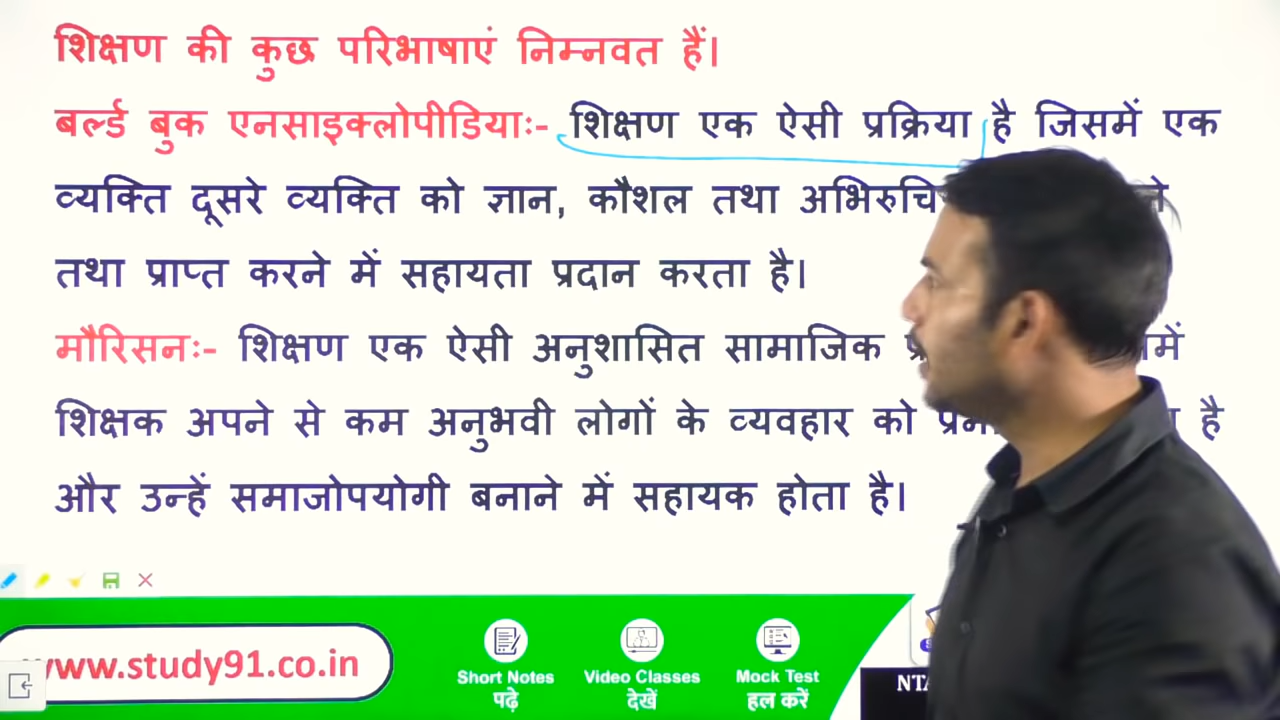 शिक्षण की कुछ परिभाषाएं निम्नवत हैं।
बर्ल्ड बुक एनसाइक्लोपीडियाः- शिक्षण एक ऐसी प्रक्रिया है जिसमें एक
व्यक्ति दूसरे व्यक्ति को ज्ञान, कौशल तथा
तथा प्राप्त करने में सहायता प्रदान करता है।
मौरिसनः- शिक्षण एक ऐसी अनुशासित सामाजिक
शिक्षक अपने से कम अनुभवी लोगों के व्यवहार को है
और उन्हें समाजोपयोगी बनाने में सहायक होता है।
www.study91.co.in
Short Notes
पढ़े
Video Classes
देखें
Mock Test
हल करें